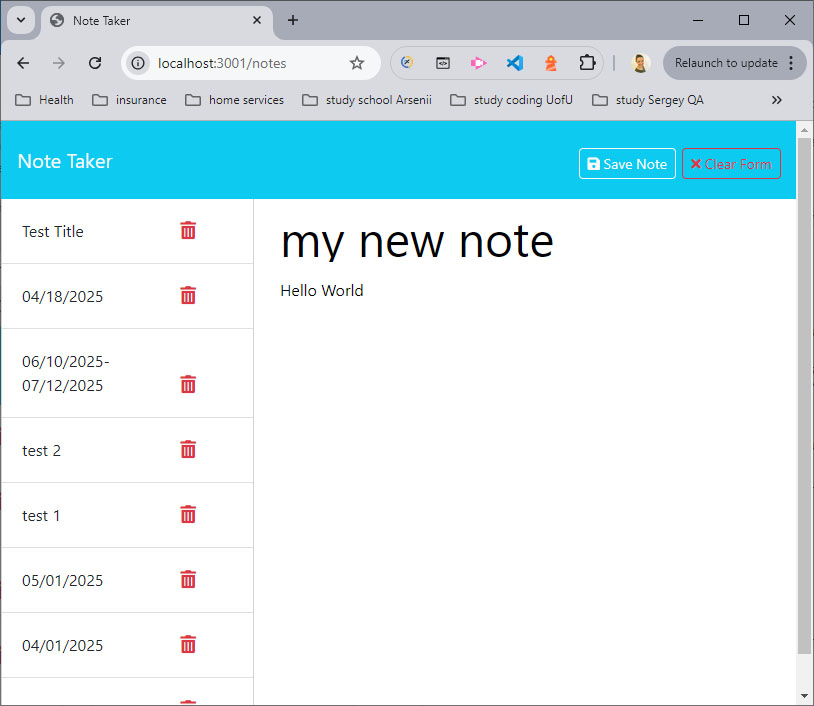 Note Taker
localhost:3001/notes
Relaunch to update
Health
insurance
home services
study school Arsenii
study coding UofU
study Sergey QA
Note Taker
Save Note
Clear Form
Test Title
my new note
Hello World
04/18/2025
06/10/2025-
07/12/2025
test 2
test 1
05/01/2025
04/01/2025